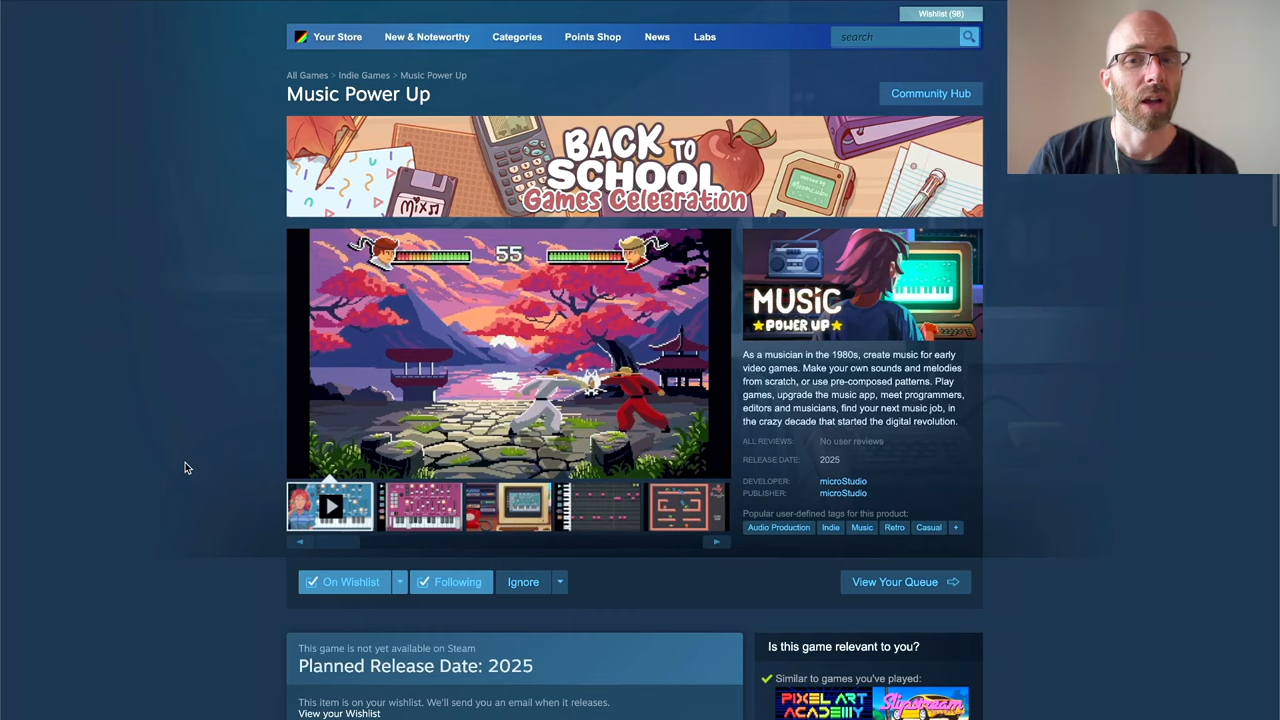 Wishlist (98)
Your Store
New & Noteworthy
Categories
Points Shop
News
Labs
search
All Games > Indie Games > Music Power Up
Music Power Up
Community Hub
BACK TO
SCHOOL
Games Celebration
Mix
55
MUSIC
POWER UP
As a musician in the 1980s, create music for early
video games. Make your own sounds and melodies
from scratch, or use pre-composed patterns. Play
games, upgrade the music app, meet programmers,
editors and musicians, find your next music job, in
the crazy decade that started the digital revolution.
ALL REVIEWS: No user reviews
RELEASE DATE: 2025
DEVELOPER: microStudio
PUBLISHER: microStudio
Popular user-defined tags for this product:
Audio Production
Indie
Music
Retro
Casual
+
On Wishlist
Following
Ignore
View Your Queue
This game is not yet available on Steam
Planned Release Date: 2025
This item is on your wishlist. We'll send you an email when it releases.
View your Wishlist
Is this game relevant to you?
Similar to games you've played:
PIXEL ART
ACADEMY
Slipstream